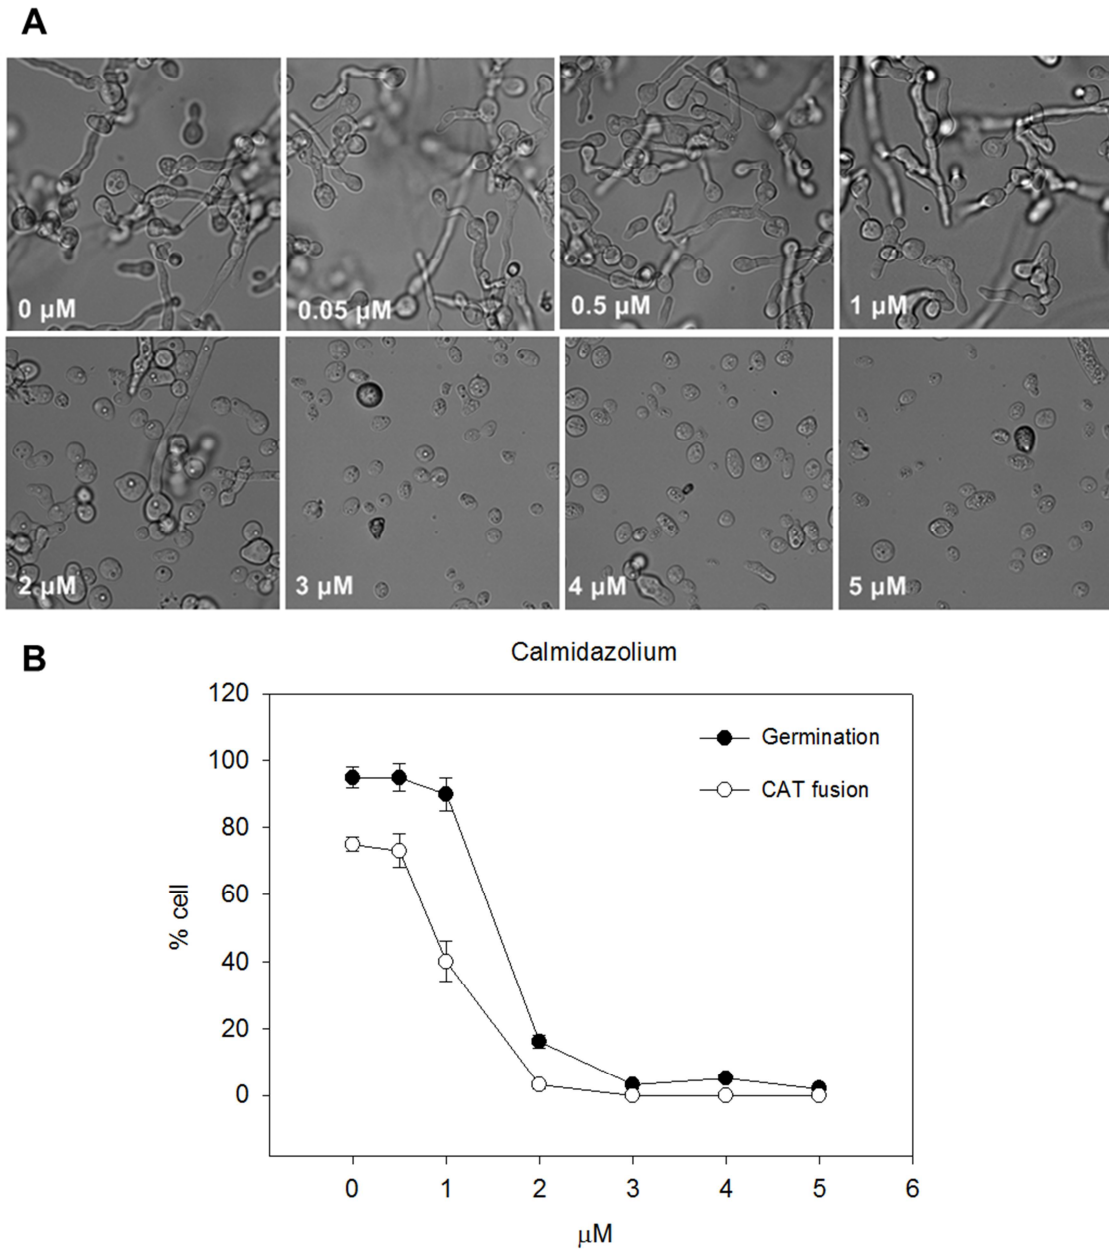 A
0 μM
0.05 μM
0.5 μM
1 μM
2 μM
3 μM
4 μM
5 μM
B
Calmidazolium
120
100
80
60
40
20
0
% cell
Germination
CAT fusion
0 1 2 3 4 5 6
μM